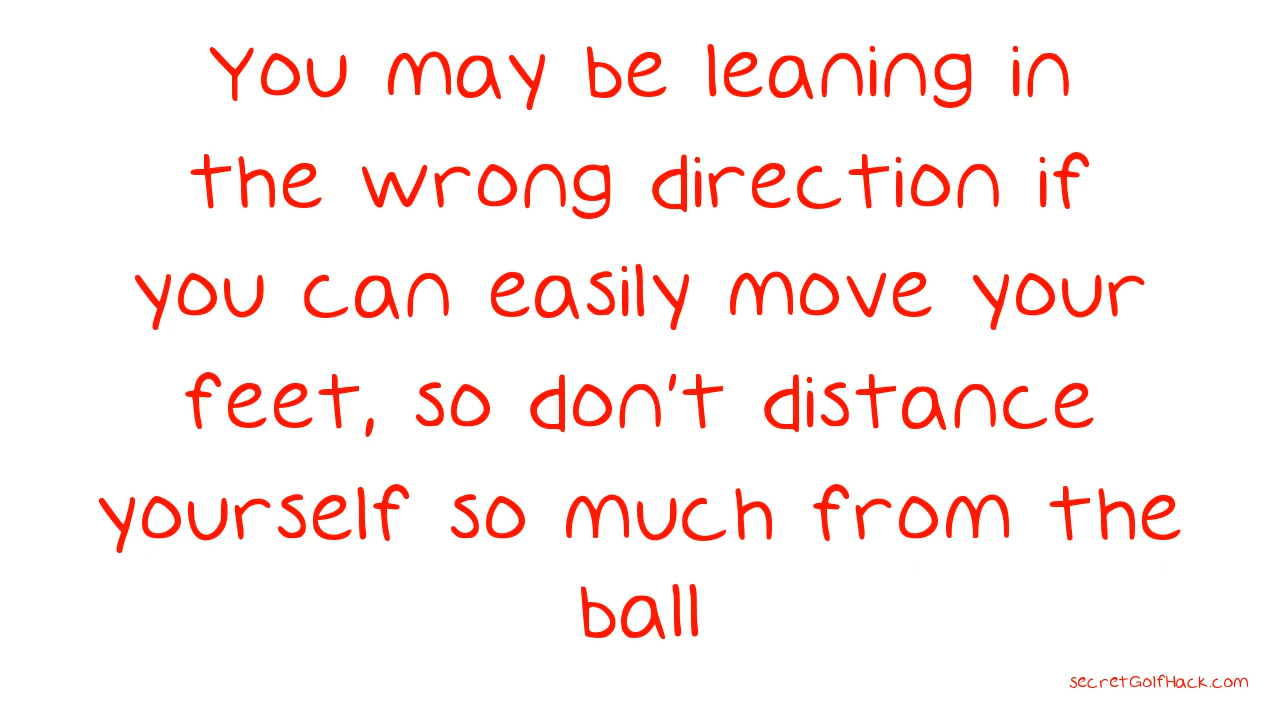 You may be leaning in
the wrong direction if
you can easily move your
feet, so don't distance
yourself so much from the
ball
secretGolfHack.com